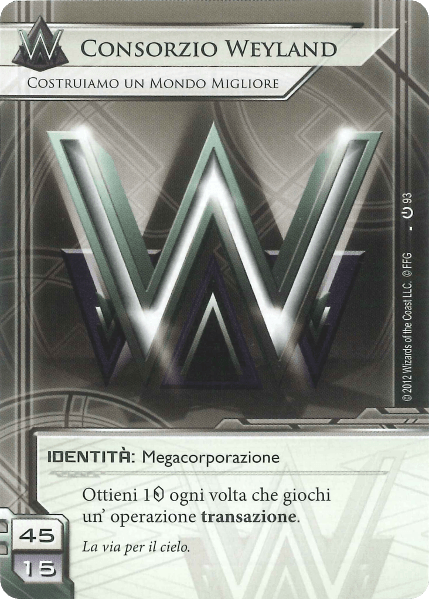 Consorzio Weyland
Costruiamo un Mondo Migliore
93
© 2012 Wizards of the Coast LLC. © FFG
IDENTITÀ: Megacorporazione
Ottieni 1 ogni volta che giochi
un' operazione transazione.
La via per il cielo.
45
15